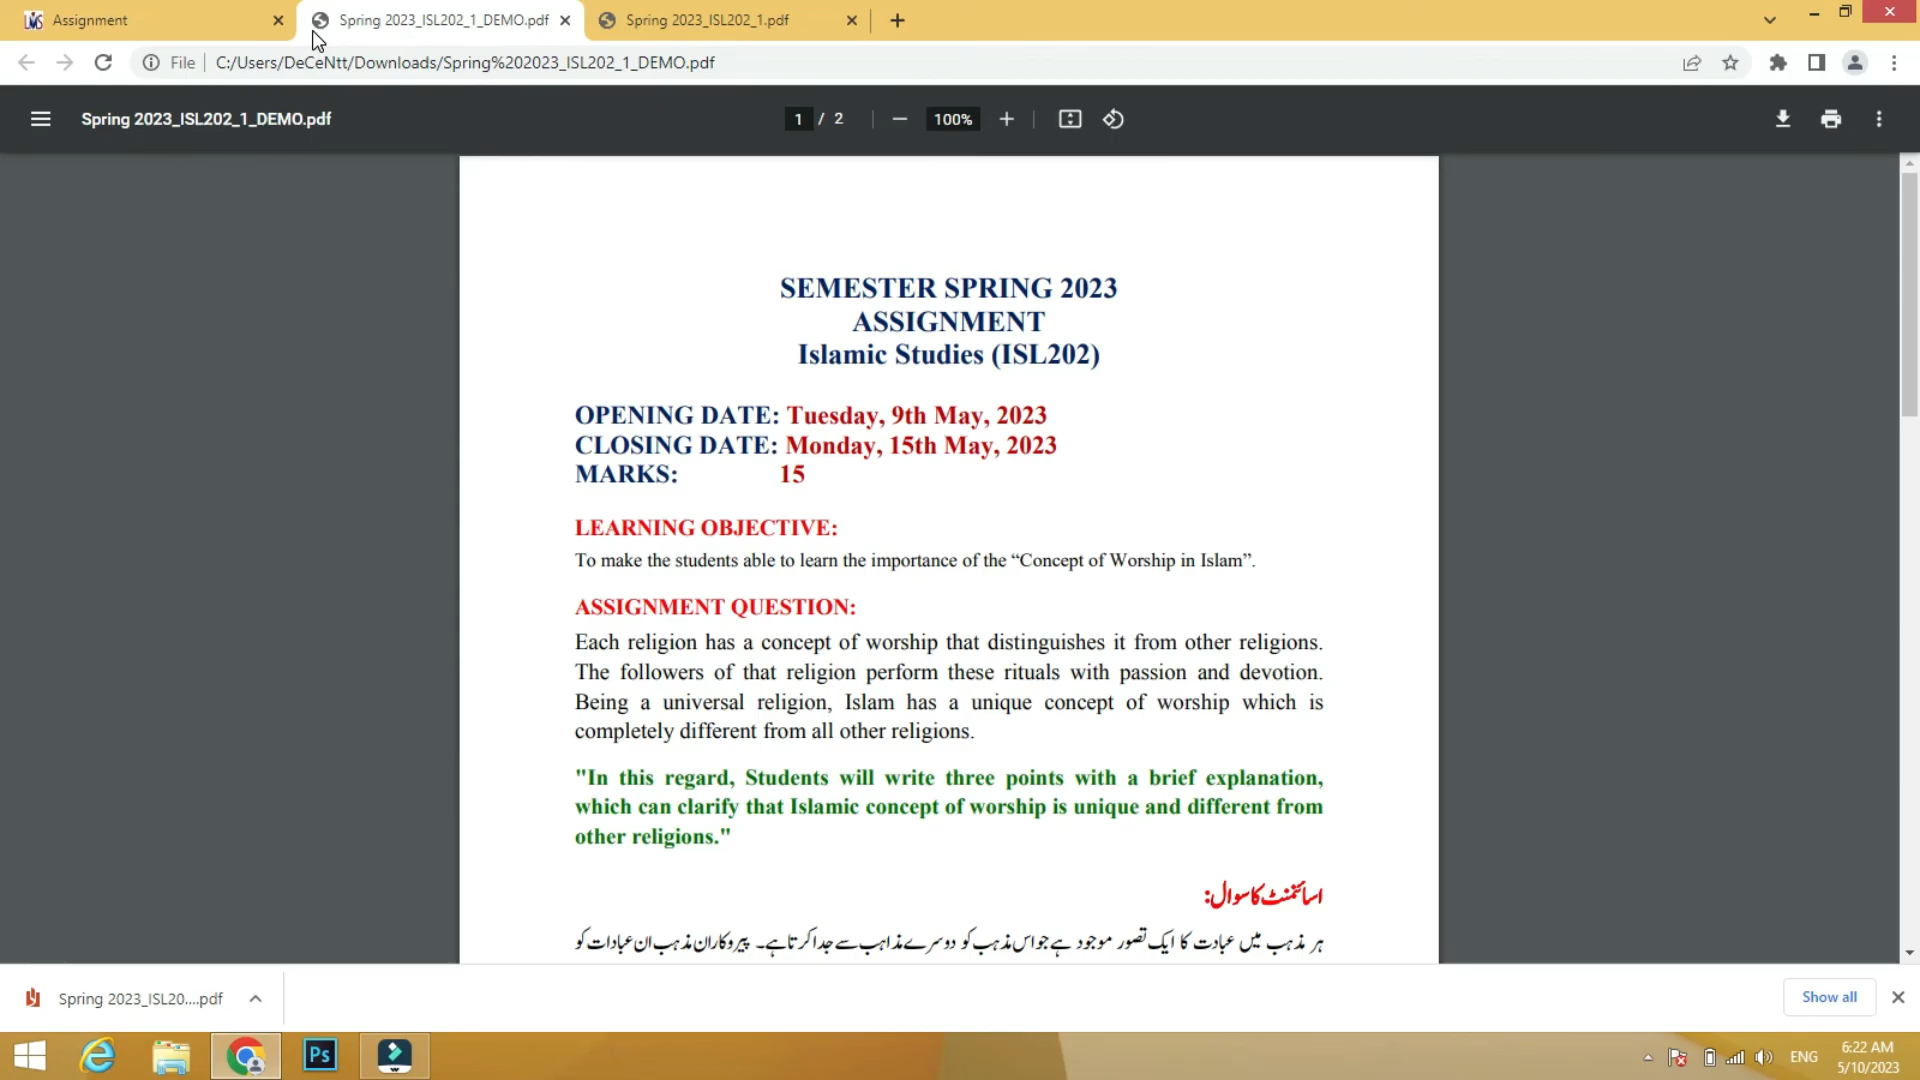 Assignment
Spring 2023_ISL202_1_DEMO.pdf
Spring 2023_ISL202_1.pdf
File
C:/Users/DeCeNtt/Downloads/Spring%202023_ISL202_1_DEMO.pdf
Spring 2023_ISL202_1_DEMO.pdf
1 / 2
100%
SEMESTER SPRING 2023
ASSIGNMENT
Islamic Studies (ISL202)
OPENING DATE: Tuesday, 9th May, 2023
CLOSING DATE: Monday, 15th May, 2023
MARKS: 15
LEARNING OBJECTIVE:
To make the students able to learn the importance of the “Concept of Worship in Islam”.
ASSIGNMENT QUESTION:
Each religion has a concept of worship that distinguishes it from other religions.
The followers of that religion perform these rituals with passion and devotion.
Being a universal religion, Islam has a unique concept of worship which is
completely different from all other religions.
"In this regard, Students will write three points with a brief explanation,
which can clarify that Islamic concept of worship is unique and different from
other religions."
اسائنمنٹ کا سوال:
ہر مذہب میں عبادت کا ایک تصور موجود ہے جو اس مذہب کو دوسرے مذاہب سے جدا کرتا ہے۔ پیروکاران مذہب ان عبادات کو
Spring 2023_ISL20....pdf
Show all
Ps
ENG
6:22 AM
5/10/2023